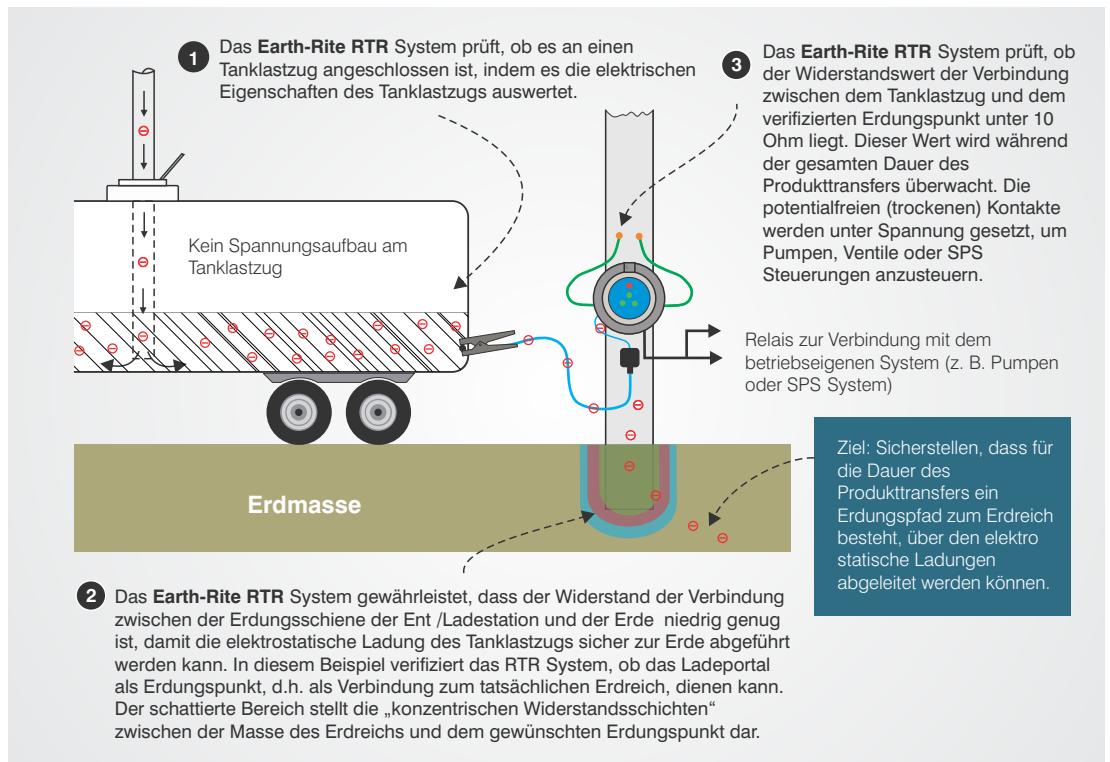 1 Das Earth-Rite RTR System prüft, ob es an einen
Tanklastzug angeschlossen ist, indem es die elektrischen
Eigenschaften des Tanklastzugs auswertet.
3 Das Earth-Rite RTR System prüft, ob
der Widerstandswert der Verbindung
zwischen dem Tanklastzug und dem
verifizierten Erdungspunkt unter 10
Ohm liegt. Dieser Wert wird während
der gesamten Dauer des
Produkttransfers überwacht. Die
potentialfreien (trockenen) Kontakte
werden unter Spannung gesetzt, um
Pumpen, Ventile oder SPS
Steuerungen anzusteuern.
Kein Spannungsaufbau am
Tanklastzug
Relais zur Verbindung mit dem
betriebseigenen System (z. B. Pumpen
oder SPS System)
Ziel: Sicherstellen, dass für
die Dauer des
Produkttransfers ein
Erdungspfad zum Erdreich
besteht, über den elektro
statische Ladungen
abgeleitet werden können.
Erdmasse
2 Das Earth-Rite RTR System gewährleistet, dass der Widerstand der Verbindung
zwischen der Erdungsschiene der Ent /Ladestation und der Erde niedrig genug
ist, damit die elektrostatische Ladung des Tanklastzugs sicher zur Erde abgeführt
werden kann. In diesem Beispiel verifiziert das RTR System, ob das Ladeportal
als Erdungspunkt, d.h. als Verbindung zum tatsächlichen Erdreich, dienen kann.
Der schattierte Bereich stellt die „konzentrischen Widerstandsschichten“
zwischen der Masse des Erdreichs und dem gewünschten Erdungspunkt dar.